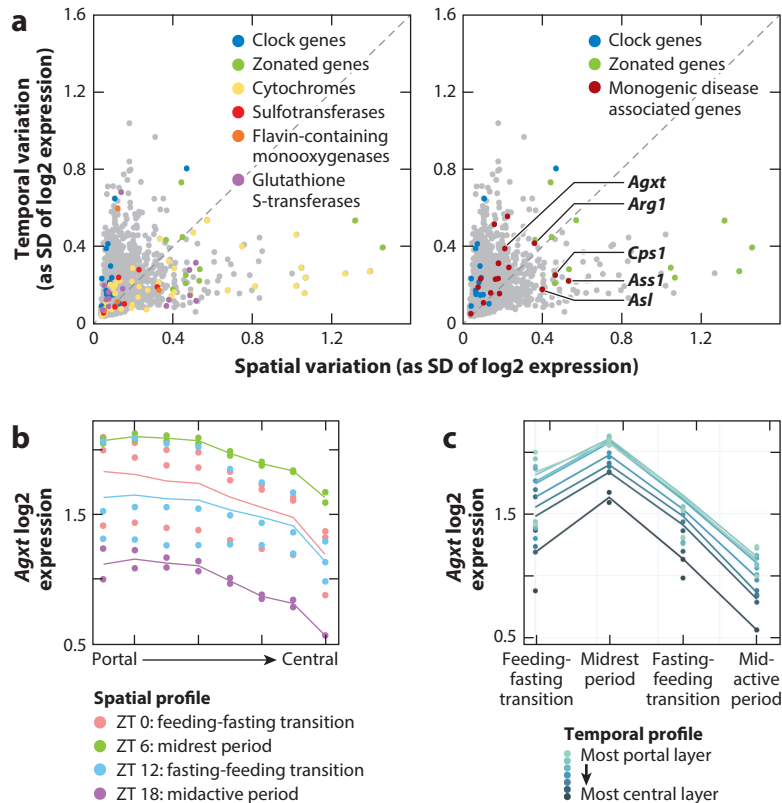 a
1.6
1.2
0.8
0.4
0
0
0.4
0.8
1.2
Temporal variation
(as SD of log2 expression)
Clock genes
Zonated genes
Cytochromes
Sulfotransferases
Flavin-containing
monooxygenases
Glutathione
S-transferases
1.6
1.2
0.8
0.4
0
0
0.4
0.8
1.2
Clock genes
Zonated genes
Monogenic disease
associated genes
Agxt
Arg1
Cps1
Ass1
Asl
Spatial variation (as SD of log2 expression)
b
Agxt log2
expression
1.5
0.5
Portal
Central
Spatial profile
ZT 0: feeding-fasting transition
ZT 6: midrest period
ZT 12: fasting-feeding transition
ZT 18: midactive period
c
Agxt log2
expression
1.5
0.5
Feeding-
fasting
transition
Midrest
period
Fasting-
feeding
transition
Mid-
active
period
Temporal profile
Most portal layer
Most central layer